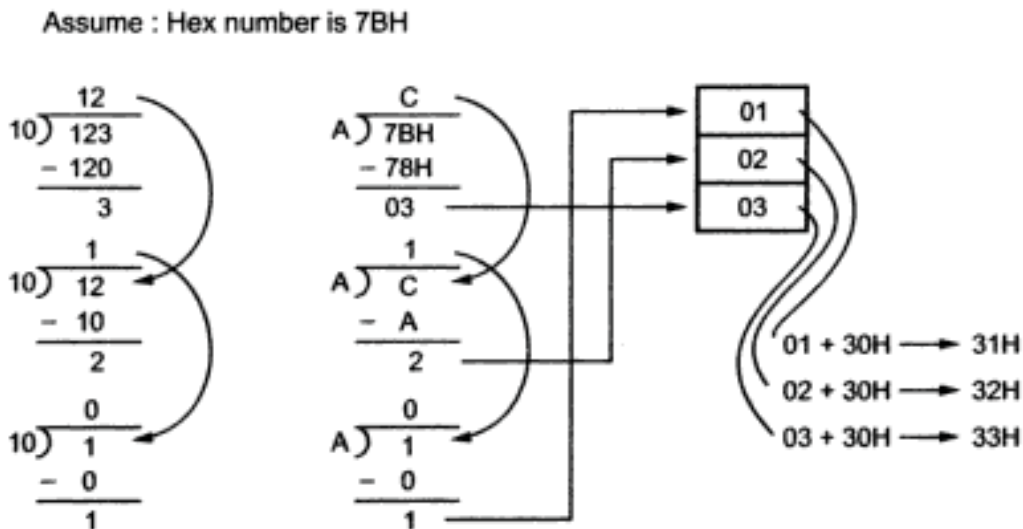 Assume : Hex number is 7BH
12
10) 123
– 120
3
1
10) 12
– 10
2
0
10) 1
– 0
1
C
A) 7BH
– 78H
03
1
A) C
– A
2
0
A) 1
– 0
1
01
02
03
01 + 30H → 31H
02 + 30H → 32H
03 + 30H → 33H